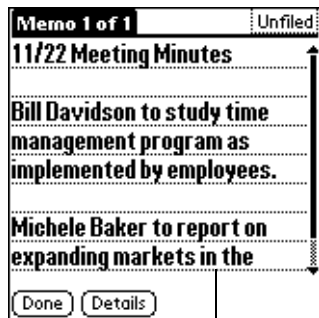 Memo 1 of 1 Unfiled
11/22 Meeting Minutes
Bill Davidson to study time
management program as
implemented by employees.
Michele Baker to report on
expanding markets in the
Done Details